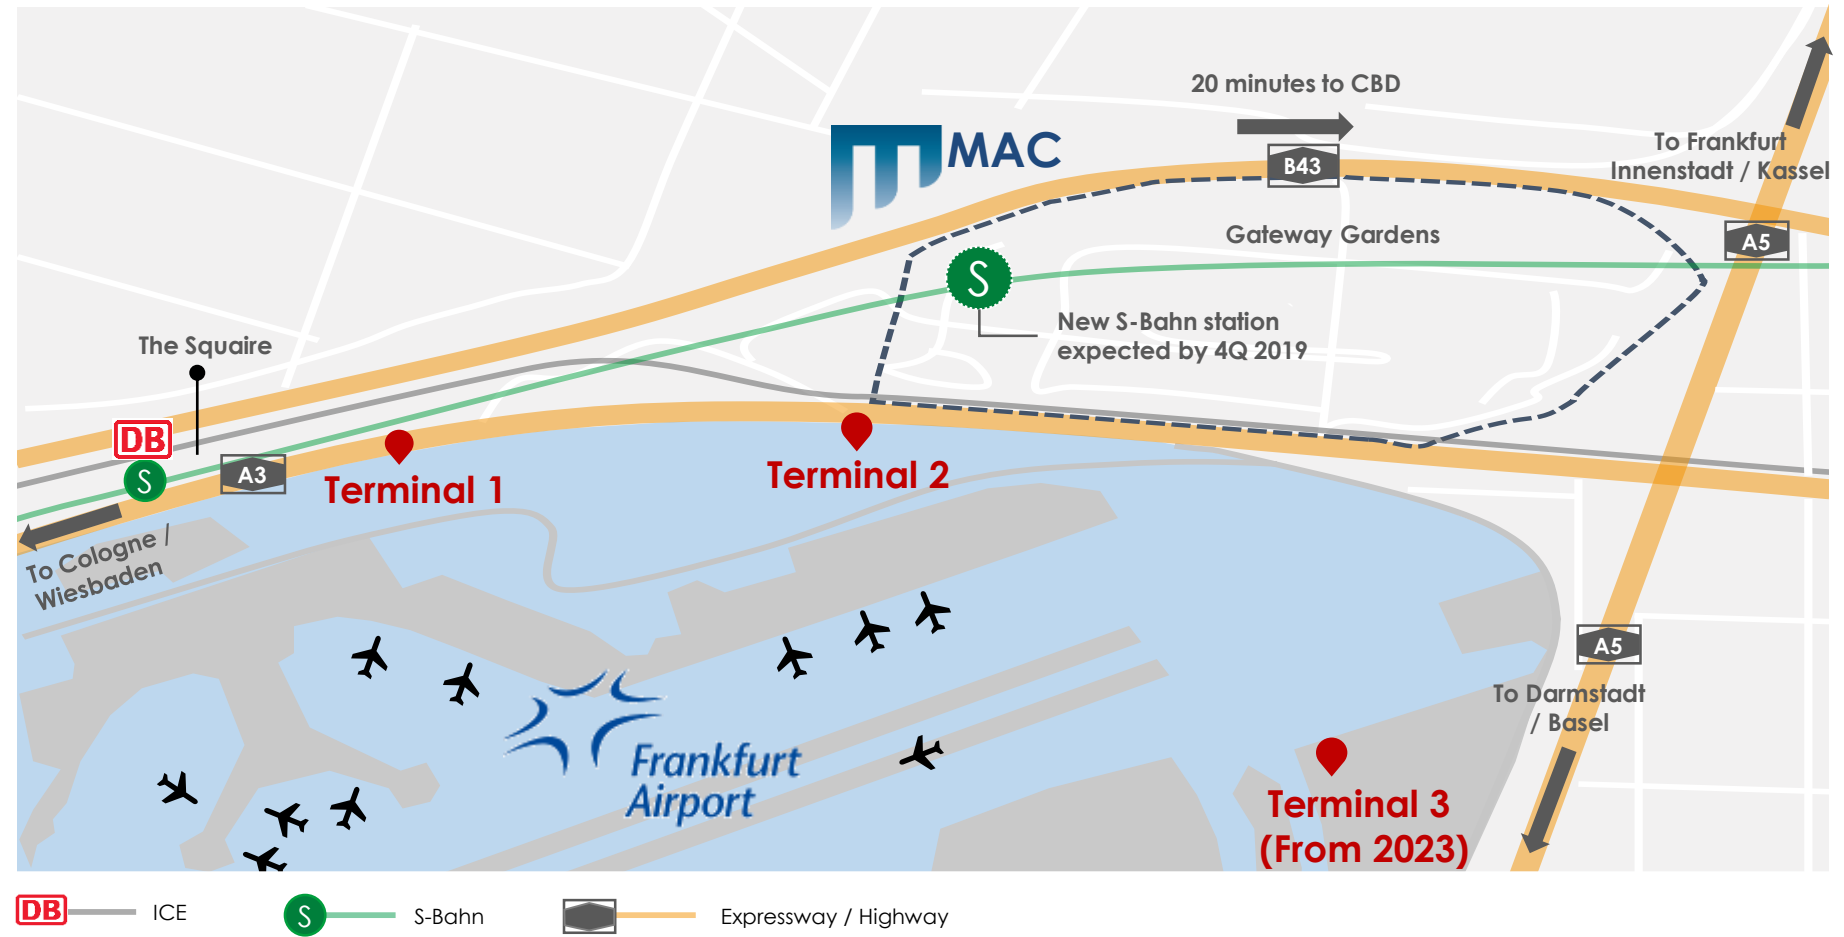 20 minutes to CBD
MAC
B43
To Frankfurt
Innenstadt / Kassel
A5
Gateway Gardens
S
New S-Bahn station
expected by 4Q 2019
The Squaire
DB
S
A3
Terminal 1
Terminal 2
To Cologne /
Wiesbaden
A5
To Darmstadt
/ Basel
Frankfurt
Airport
Terminal 3
(From 2023)
DB ICE
S S-Bahn
Expressway / Highway